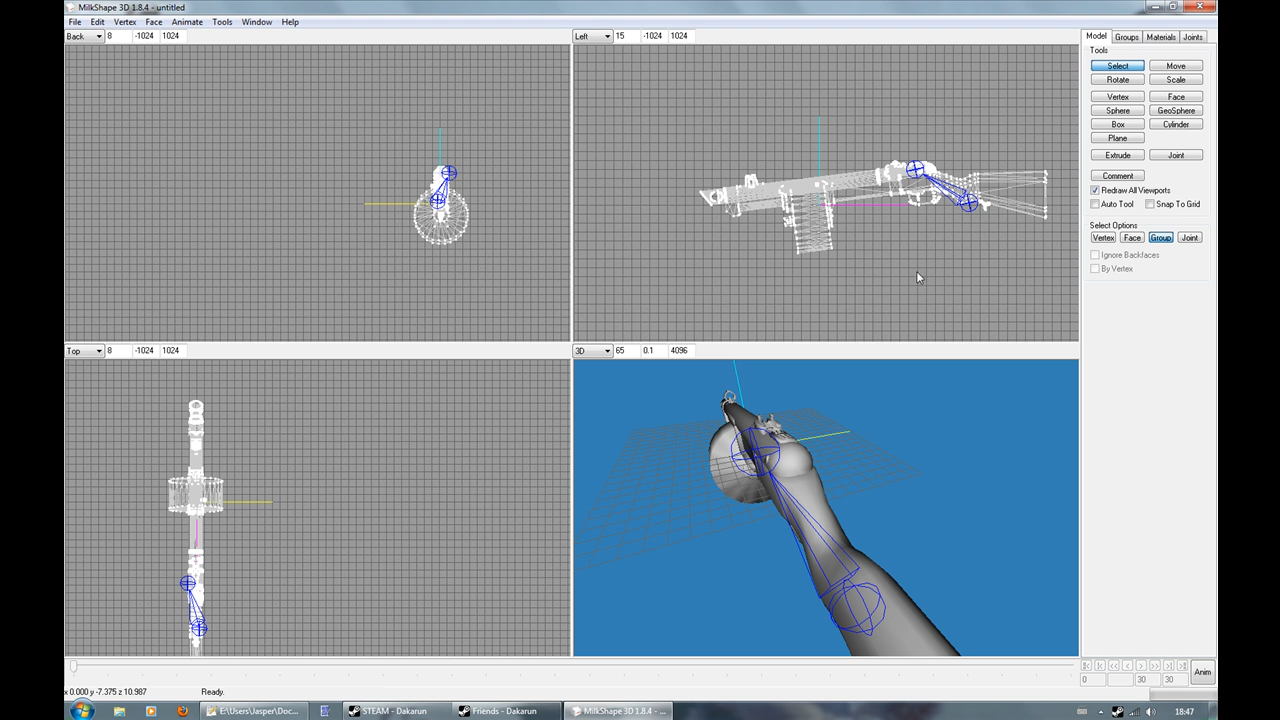 MilkShape 3D 1.8.4 - untitled
File Edit Vertex Face Animate Tools Window Help
Back 8 -1024 1024
Left 15 -1024 1024
Model Groups Materials Joints
Tools
Select Move
Rotate Scale
Vertex Face
Sphere GeoSphere
Box Cylinder
Plane
Extrude Joint
Comment
Redraw All Viewports
Auto Tool Snap To Grid
Select Options
Vertex Face Group Joint
Ignore Backfaces
By Vertex
Top 8 -1024 1024
3D 65 0.1 4096
Anim
0 30 30
x 0.000 y -7.375 z 10.987 Ready.
E:\Users\Jasper\Doc... STEAM - Dakarun Friends - Dakarun MilkShape 3D 1.8.4 - ... 18:47